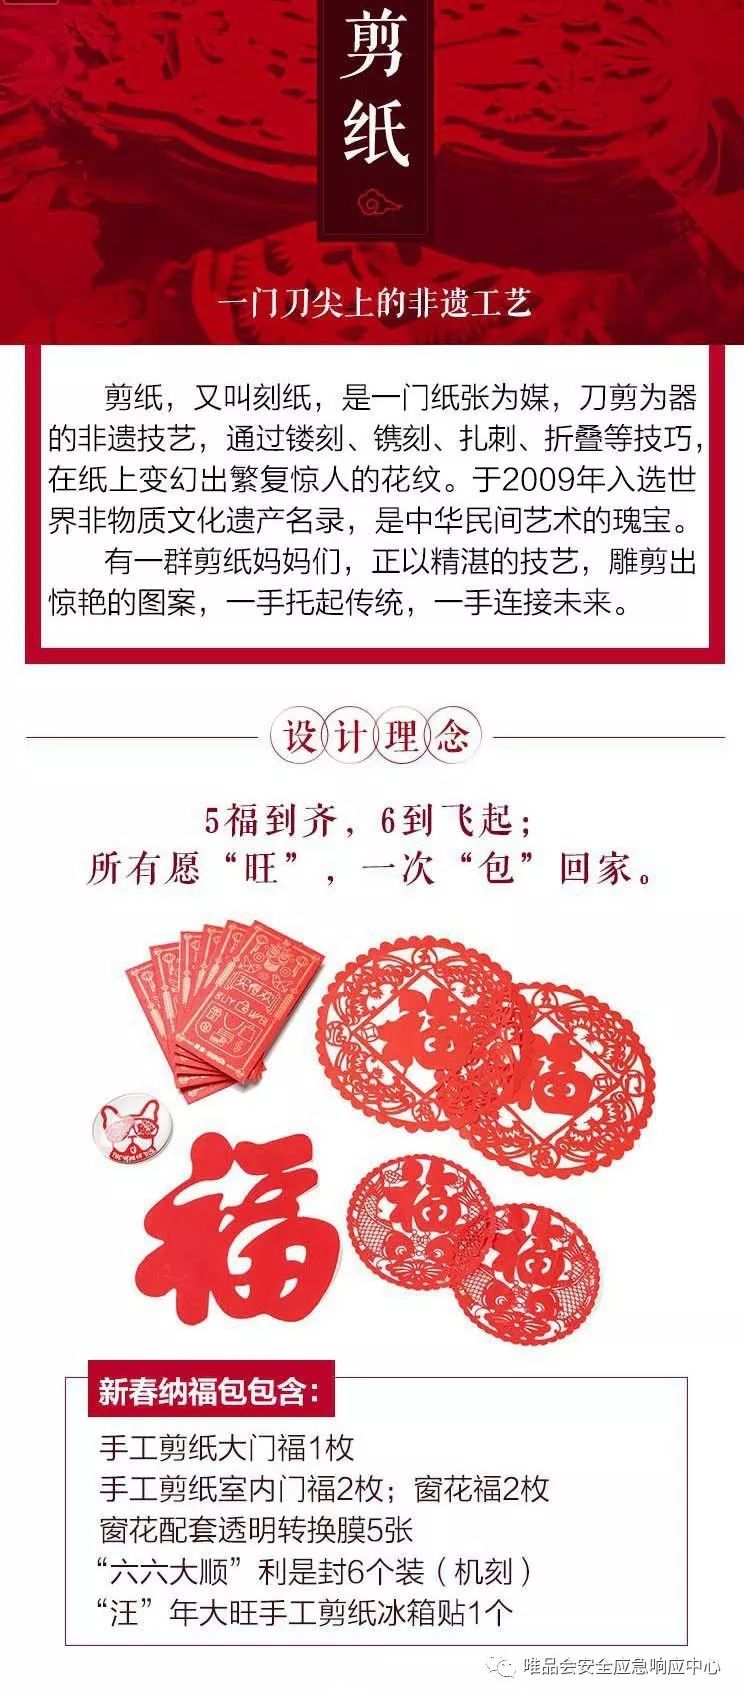 剪
纸
一门刀尖上的非遗工艺
剪纸，又叫刻纸，是一门纸张为媒，刀剪为器
的非遗技艺，通过镂刻、镌刻、扎刺、折叠等技巧，
在纸上变幻出繁复惊人的花纹。于2009年入选世
界非物质文化遗产名录，是中华民间艺术的瑰宝。
有一群剪纸妈妈们，正以精湛的技艺，雕剪出
惊艳的图案，一手托起传统，一手连接未来。
设计理念
5福到齐，6到飞起；
所有愿“旺”，一次“包”回家。
福
福
福
福
福
新春纳福包包含：
手工剪纸大门福1枚
手工剪纸室内门福2枚；窗花福2枚
窗花配套透明转换膜5张
“六六大顺”利是封6个装（机刻）
“汪”年大旺手工剪纸冰箱贴1个
唯品会安全应急响应中心